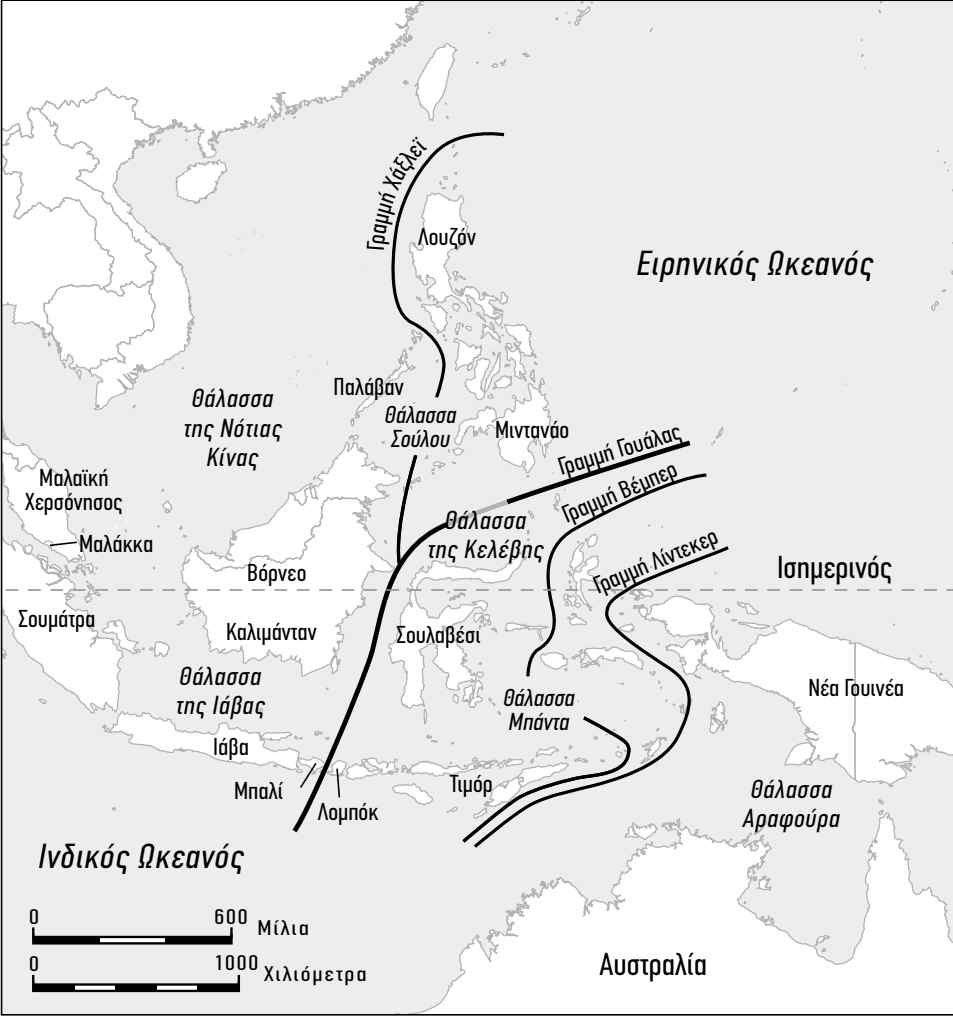 Γραμμή Χάξλεϊ
Λουζόν
Ειρηνικός Ωκεανός
Παλάβαν
Θάλασσα
της Νότιας
Κίνας
Θάλασσα
Σούλου
Μιντανάο
Γραμμή Γουάλας
Γραμμή Βέμπερ
Μαλαϊκή
Χερσόνησος
Μαλάκκα
Θάλασσα
της Κελέβης
Γραμμή Λίντεκερ
Βόρνεο
Ισημερινός
Σουμάτρα
Καλιμάνταν
Σουλαβέσι
Θάλασσα
της Ιάβας
Θάλασσα
Μπάντα
Νέα Γουινέα
Ιάβα
Μπαλί
Λομπόκ
Τιμόρ
Θάλασσα
Αραφούρα
Ινδικός Ωκεανός
0 600 Μίλια
0 1000 Χιλιόμετρα
Αυστραλία